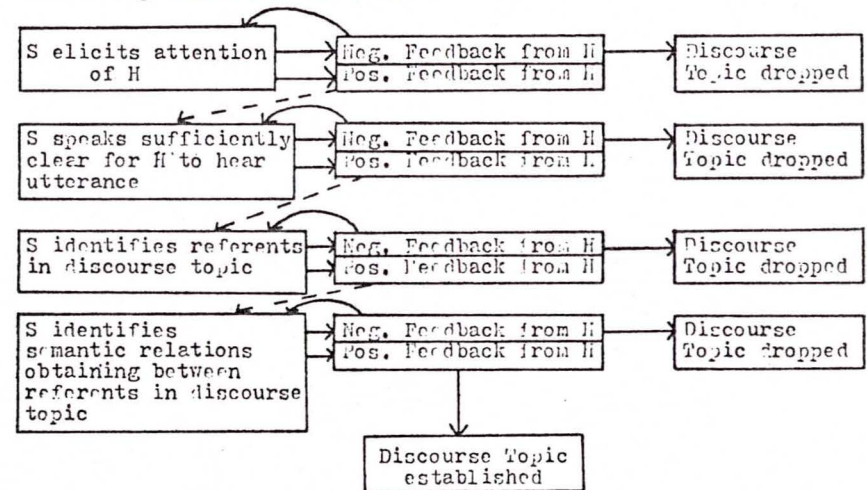 S elicits attention
of H
Neg. Feedback from H
Pos. Feedback from H
Discourse
Topic dropped
S speaks sufficiently
clear for H to hear
utterance
Neg. Feedback from H
Pos. Feedback from H
Discourse
Topic dropped
S identifies referents
in discourse topic
Neg. Feedback from H
Pos. Feedback from H
Discourse
Topic dropped
S identifies
semantic relations
obtaining between
referents in discourse
topic
Neg. Feedback from H
Pos. Feedback from H
Discourse
Topic dropped
Discourse Topic
established